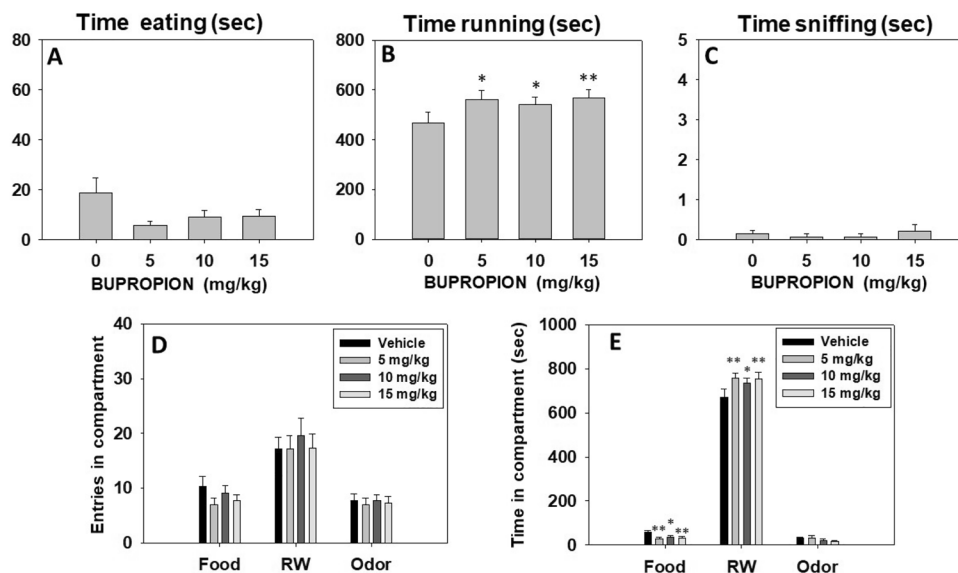 Time eating (sec)
A
80
60
40
20
0
0 5 10 15
BUPROPION (mg/kg)
Time running (sec)
B
800
600
400
200
0
* * **
0 5 10 15
BUPROPION (mg/kg)
Time sniffing (sec)
C
5
4
3
2
1
0
0 5 10 15
BUPROPION (mg/kg)
D
Entries in compartment
40
30
20
10
0
Vehicle
5 mg/kg
10 mg/kg
15 mg/kg
Food RW Odor
E
Time in compartment (sec)
1000
800
600
400
200
0
Vehicle
5 mg/kg
10 mg/kg
15 mg/kg
** * **
** * **
Food RW Odor